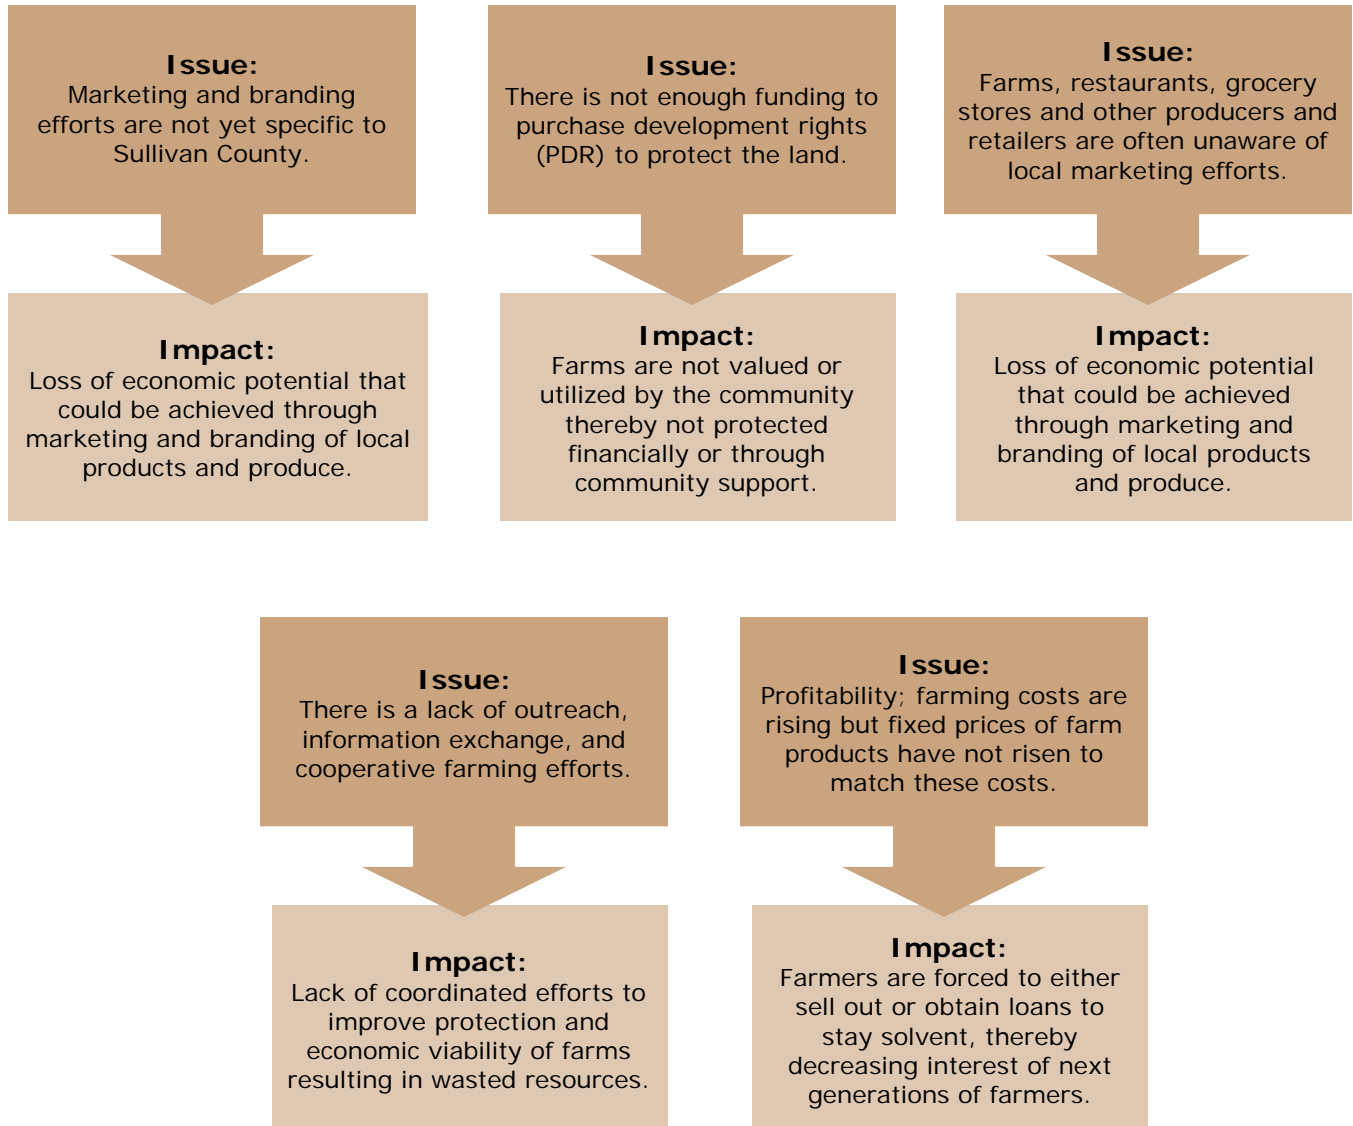 Issue:
Marketing and branding
efforts are not yet specific to
Sullivan County.
Impact:
Loss of economic potential that
could be achieved through
marketing and branding of local
products and produce.
Issue:
There is not enough funding to
purchase development rights
(PDR) to protect the land.
Impact:
Farms are not valued or
utilized by the community
thereby not protected
financially or through
community support.
Issue:
Farms, restaurants, grocery
stores and other producers and
retailers are often unaware of
local marketing efforts.
Impact:
Loss of economic potential
that could be achieved
through marketing and
branding of local products
and produce.
Issue:
There is a lack of outreach,
information exchange, and
cooperative farming efforts.
Impact:
Lack of coordinated efforts to
improve protection and
economic viability of farms
resulting in wasted resources.
Issue:
Profitability; farming costs are
rising but fixed prices of farm
products have not risen to
match these costs.
Impact:
Farmers are forced to either
sell out or obtain loans to
stay solvent, thereby
decreasing interest of next
generations of farmers.